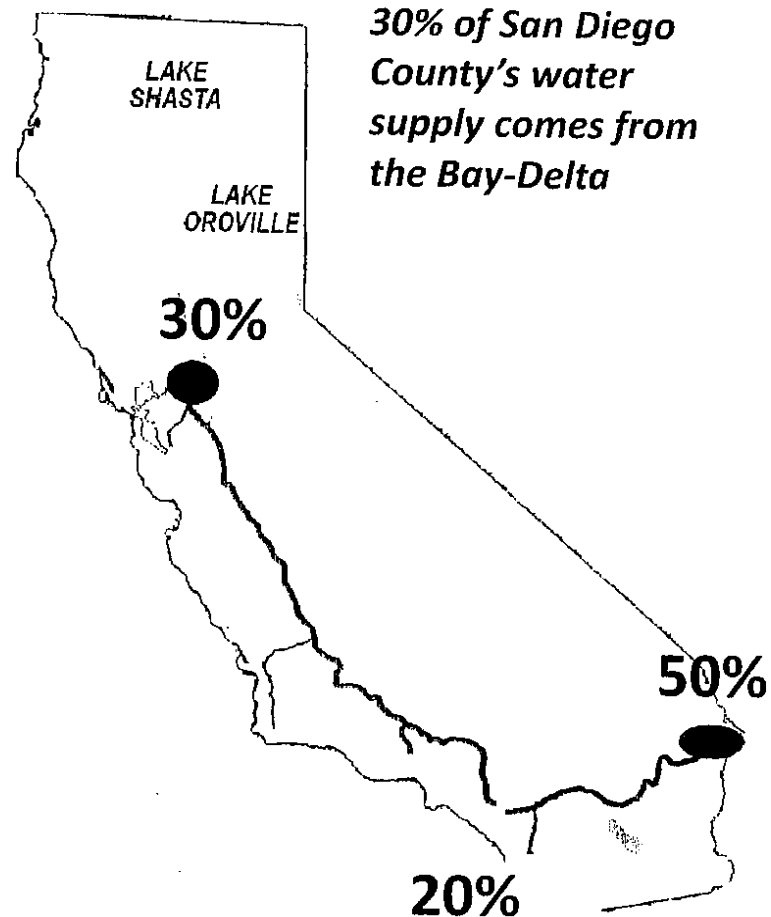 30% of San Diego
County's water
supply comes from
the Bay-Delta
LAKE
SHASTA
LAKE
OROVILLE
30%
50%
20%